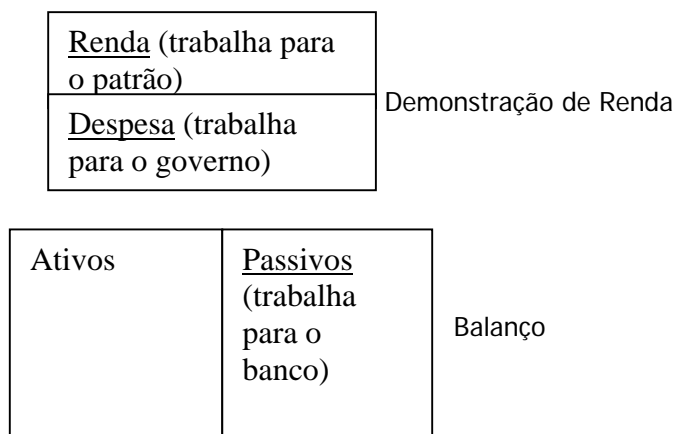 Renda (trabalha para
o patrão)
Despesa (trabalha
para o governo)
Demonstração de Renda
Ativos
Passivos
(trabalha
para o
banco)
Balanço